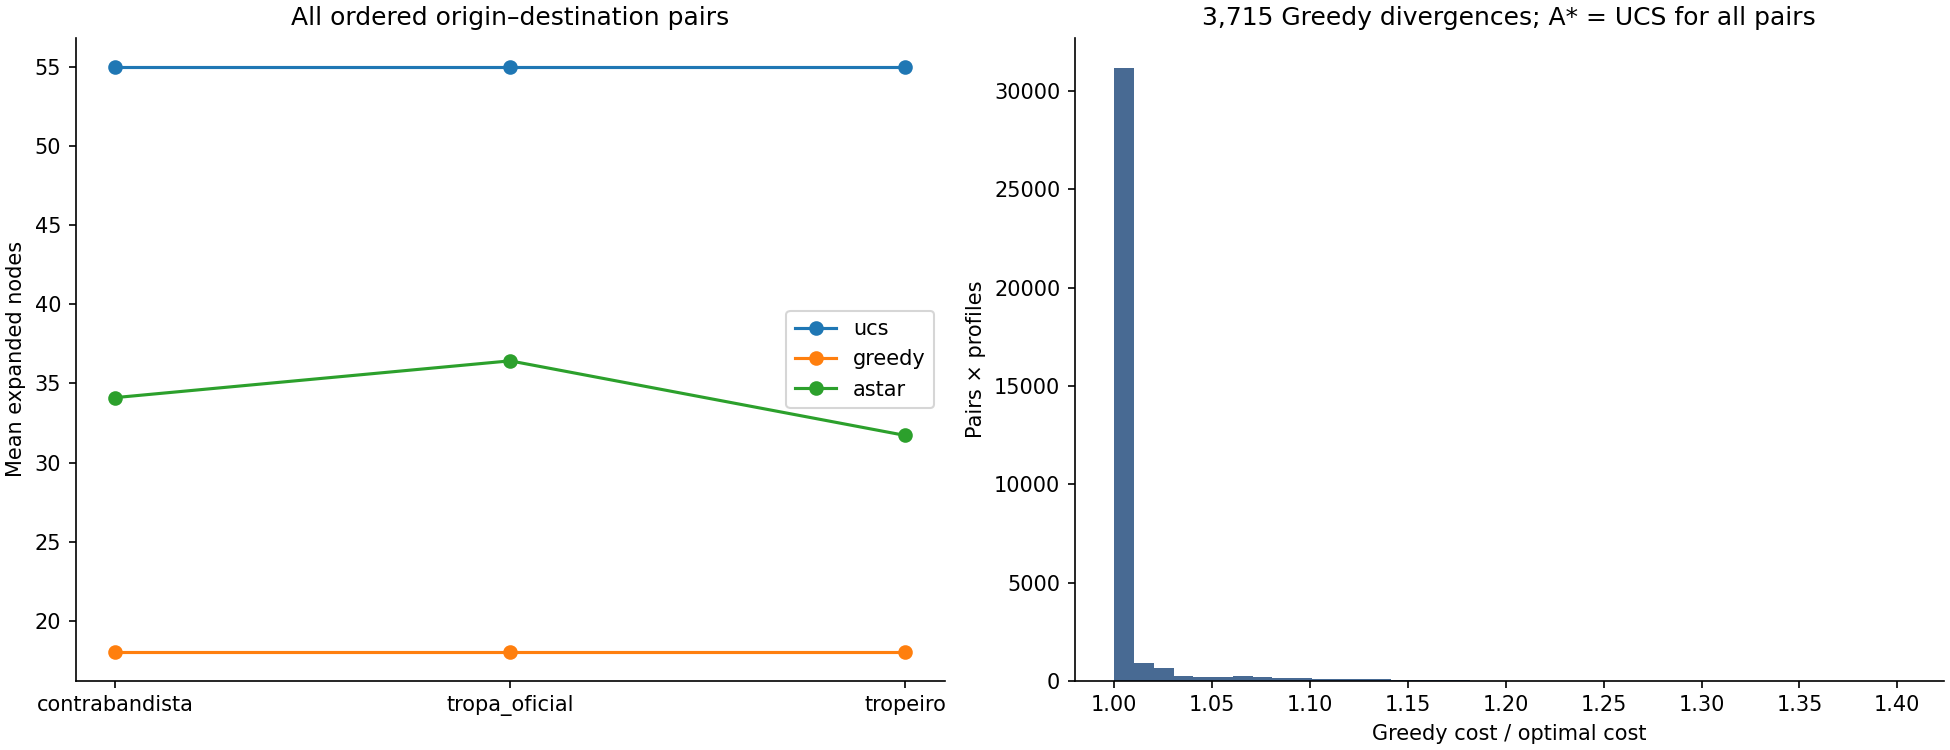 All ordered origin–destination pairs
Mean expanded nodes
55
50
45
40
35
30
25
20
contrabandista
tropa_oficial
tropeiro
ucs
greedy
astar
3,715 Greedy divergences; A* = UCS for all pairs
Pairs × profiles
30000
25000
20000
15000
10000
5000
0
1.00
1.05
1.10
1.15
1.20
1.25
1.30
1.35
1.40
Greedy cost / optimal cost